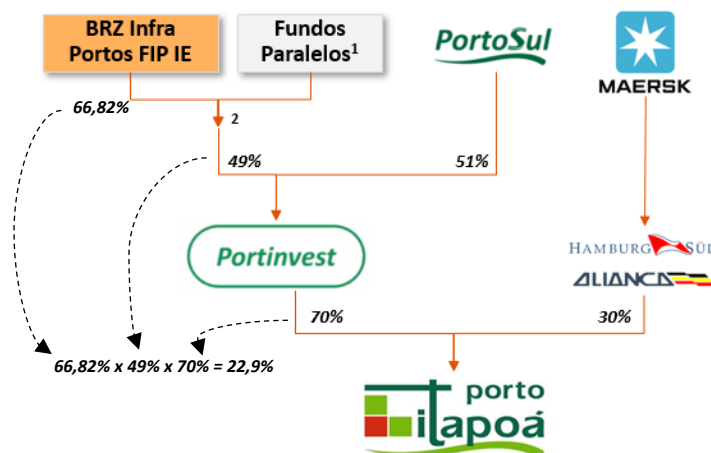 BRZ Infra
Portos FIP IE
Fundos
Paralelos¹
PortoSul
MAERSK
66,82%
2
49%
51%
Portinvest
HAMBURG SÜD
ALIANCA
70%
30%
66,82% x 49% x 70% = 22,9%
porto
itapoá